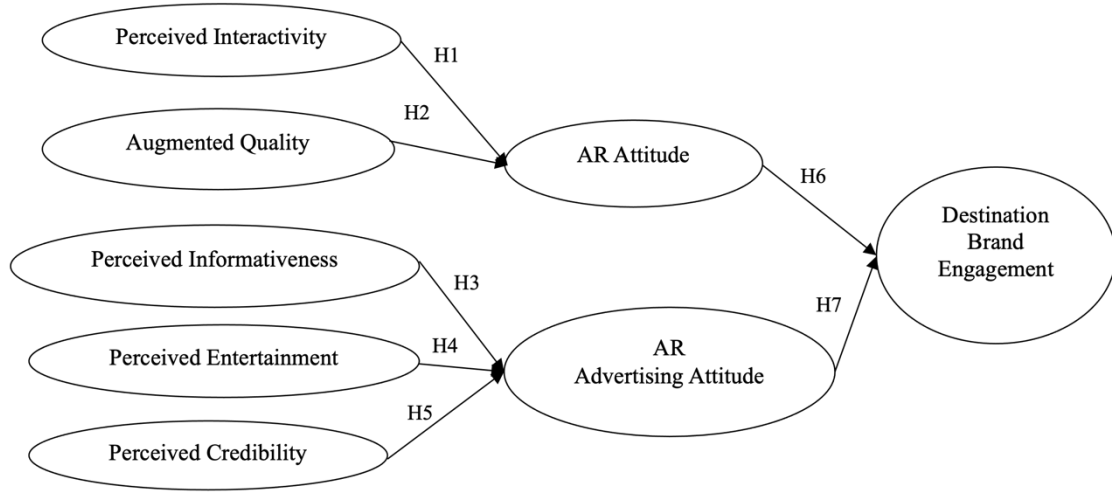 Perceived Interactivity
H1
H2
Augmented Quality
AR Attitude
H6
Destination
Brand
Engagement
Perceived Informativeness
H3
H7
Perceived Entertainment
H4
AR
Advertising Attitude
H5
Perceived Credibility